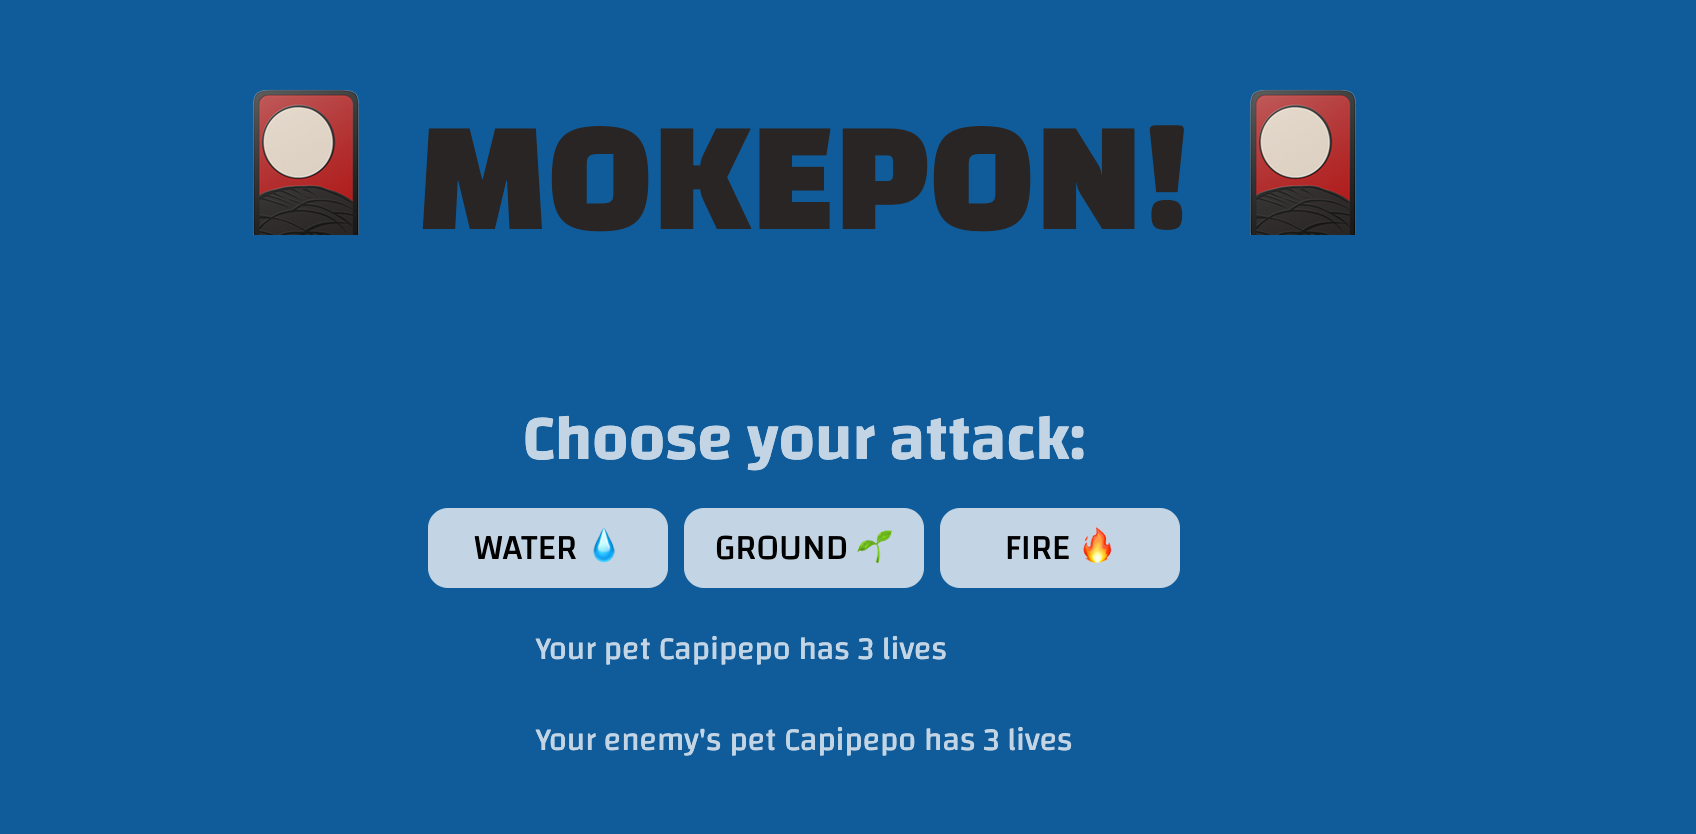 MOKEPON!
Choose your attack:
WATER 💧 GROUND 🌱 FIRE 🔥
Your pet Capipepo has 3 lives
Your enemy's pet Capipepo has 3 lives